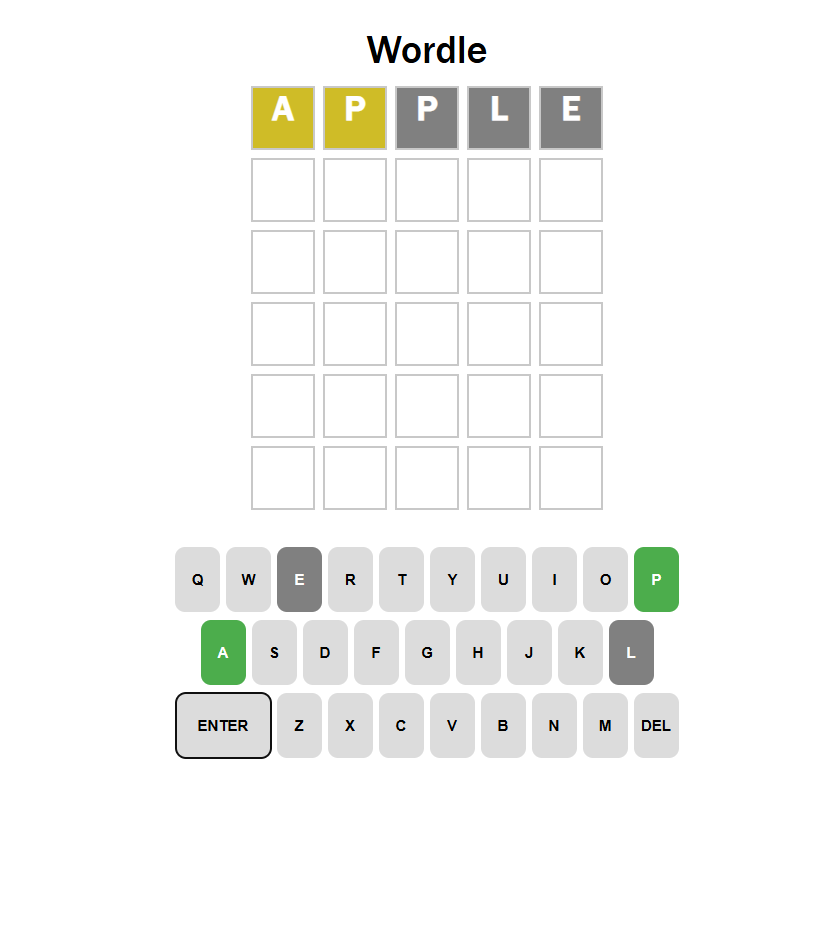 Wordle
A P P L E
Q W E R T Y U I O P
A S D F G H J K L
ENTER Z X C V B N M DEL